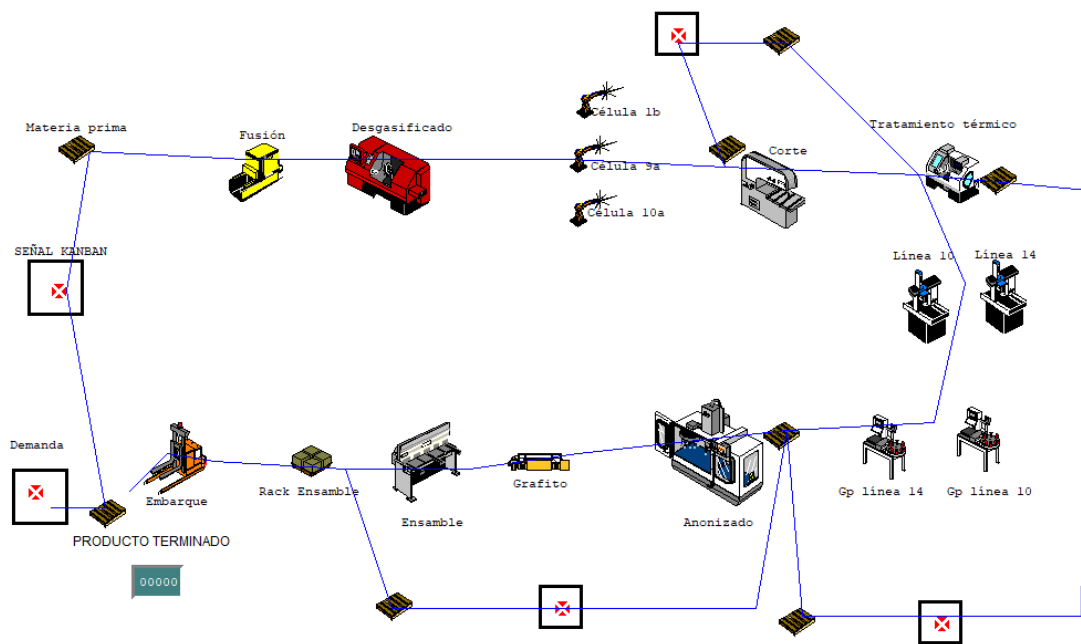 Célula 1b
Materia prima
Fusión
Desgasificado
Tratamiento térmico
Corte
Célula 9a
Célula 10a
SEÑAL KANBAN
Línea 10
Línea 14
Demanda
Embarque
Rack Ensamble
Ensamble
Grafito
Anonizado
Gp línea 14
Gp línea 10
PRODUCTO TERMINADO
00000